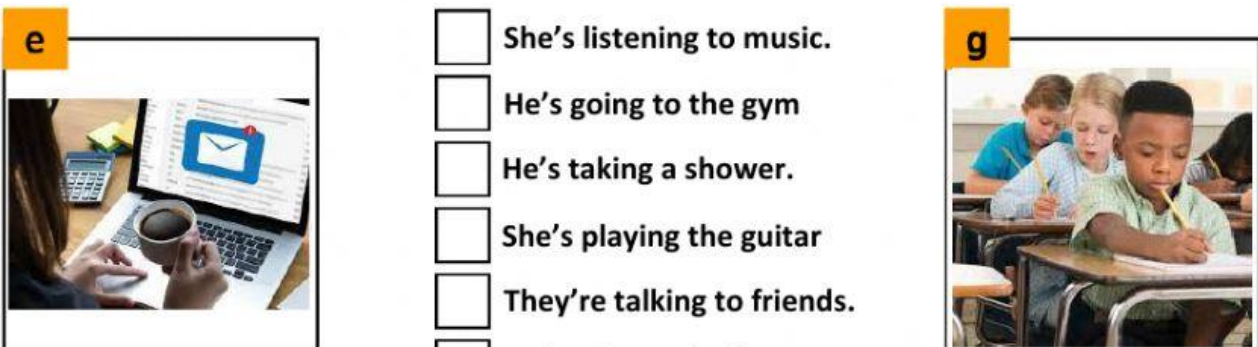 e
She's listening to music.
g
He's going to the gym
He's taking a shower.
She's playing the guitar
They're talking to friends.